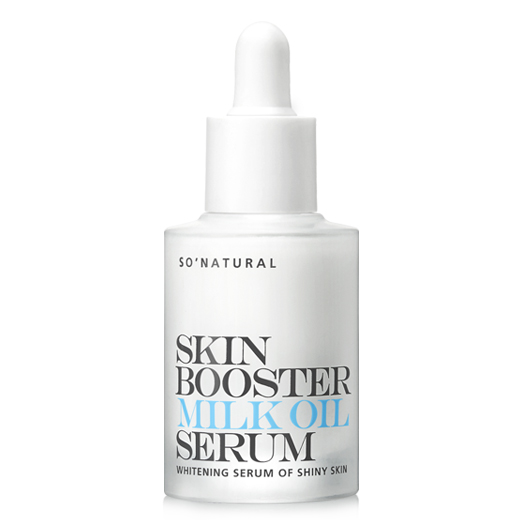 SO'NATURAL
SKIN
BOOSTER
MILK OIL
SERUM
WHITENING SERUM OF SHINY SKIN